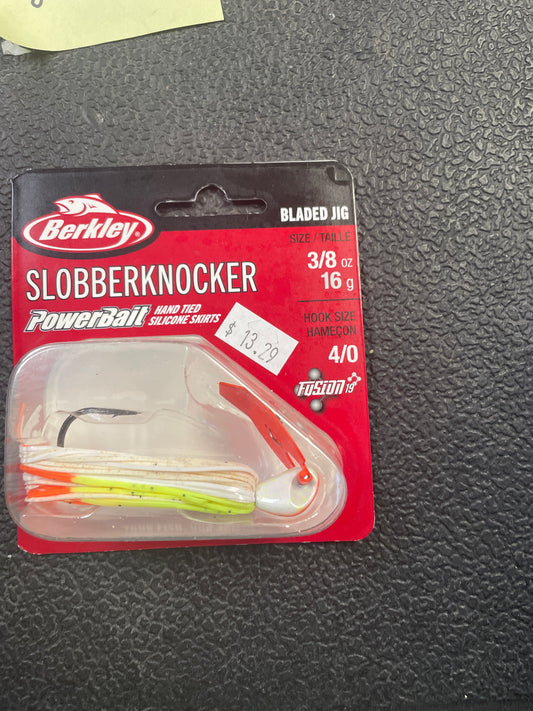 Berkley
BLADED JIG
SIZE / TAILLE
3/8 oz
16 g
SLOBBERKNOCKER
PowerBait HAND TIED
SILICONE SKIRTS
$ 13.29
HOOK SIZE
HAMEÇON
4/0
FUSION19